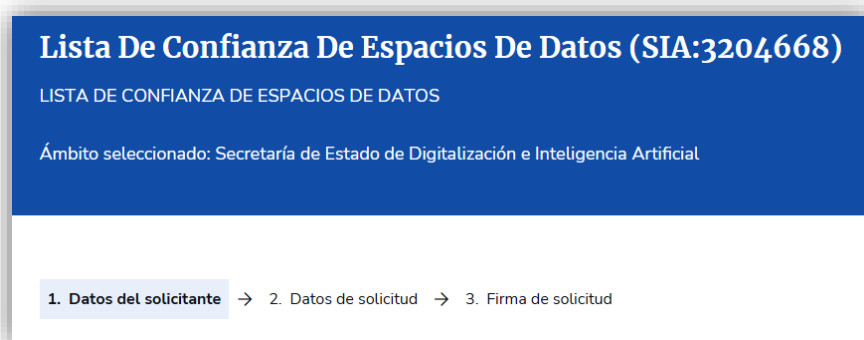 Lista De Confianza De Espacios De Datos (SIA:3204668)
LISTA DE CONFIANZA DE ESPACIOS DE DATOS
Ámbito seleccionado: Secretaría de Estado de Digitalización e Inteligencia Artificial
1. Datos del solicitante → 2. Datos de solicitud → 3. Firma de solicitud